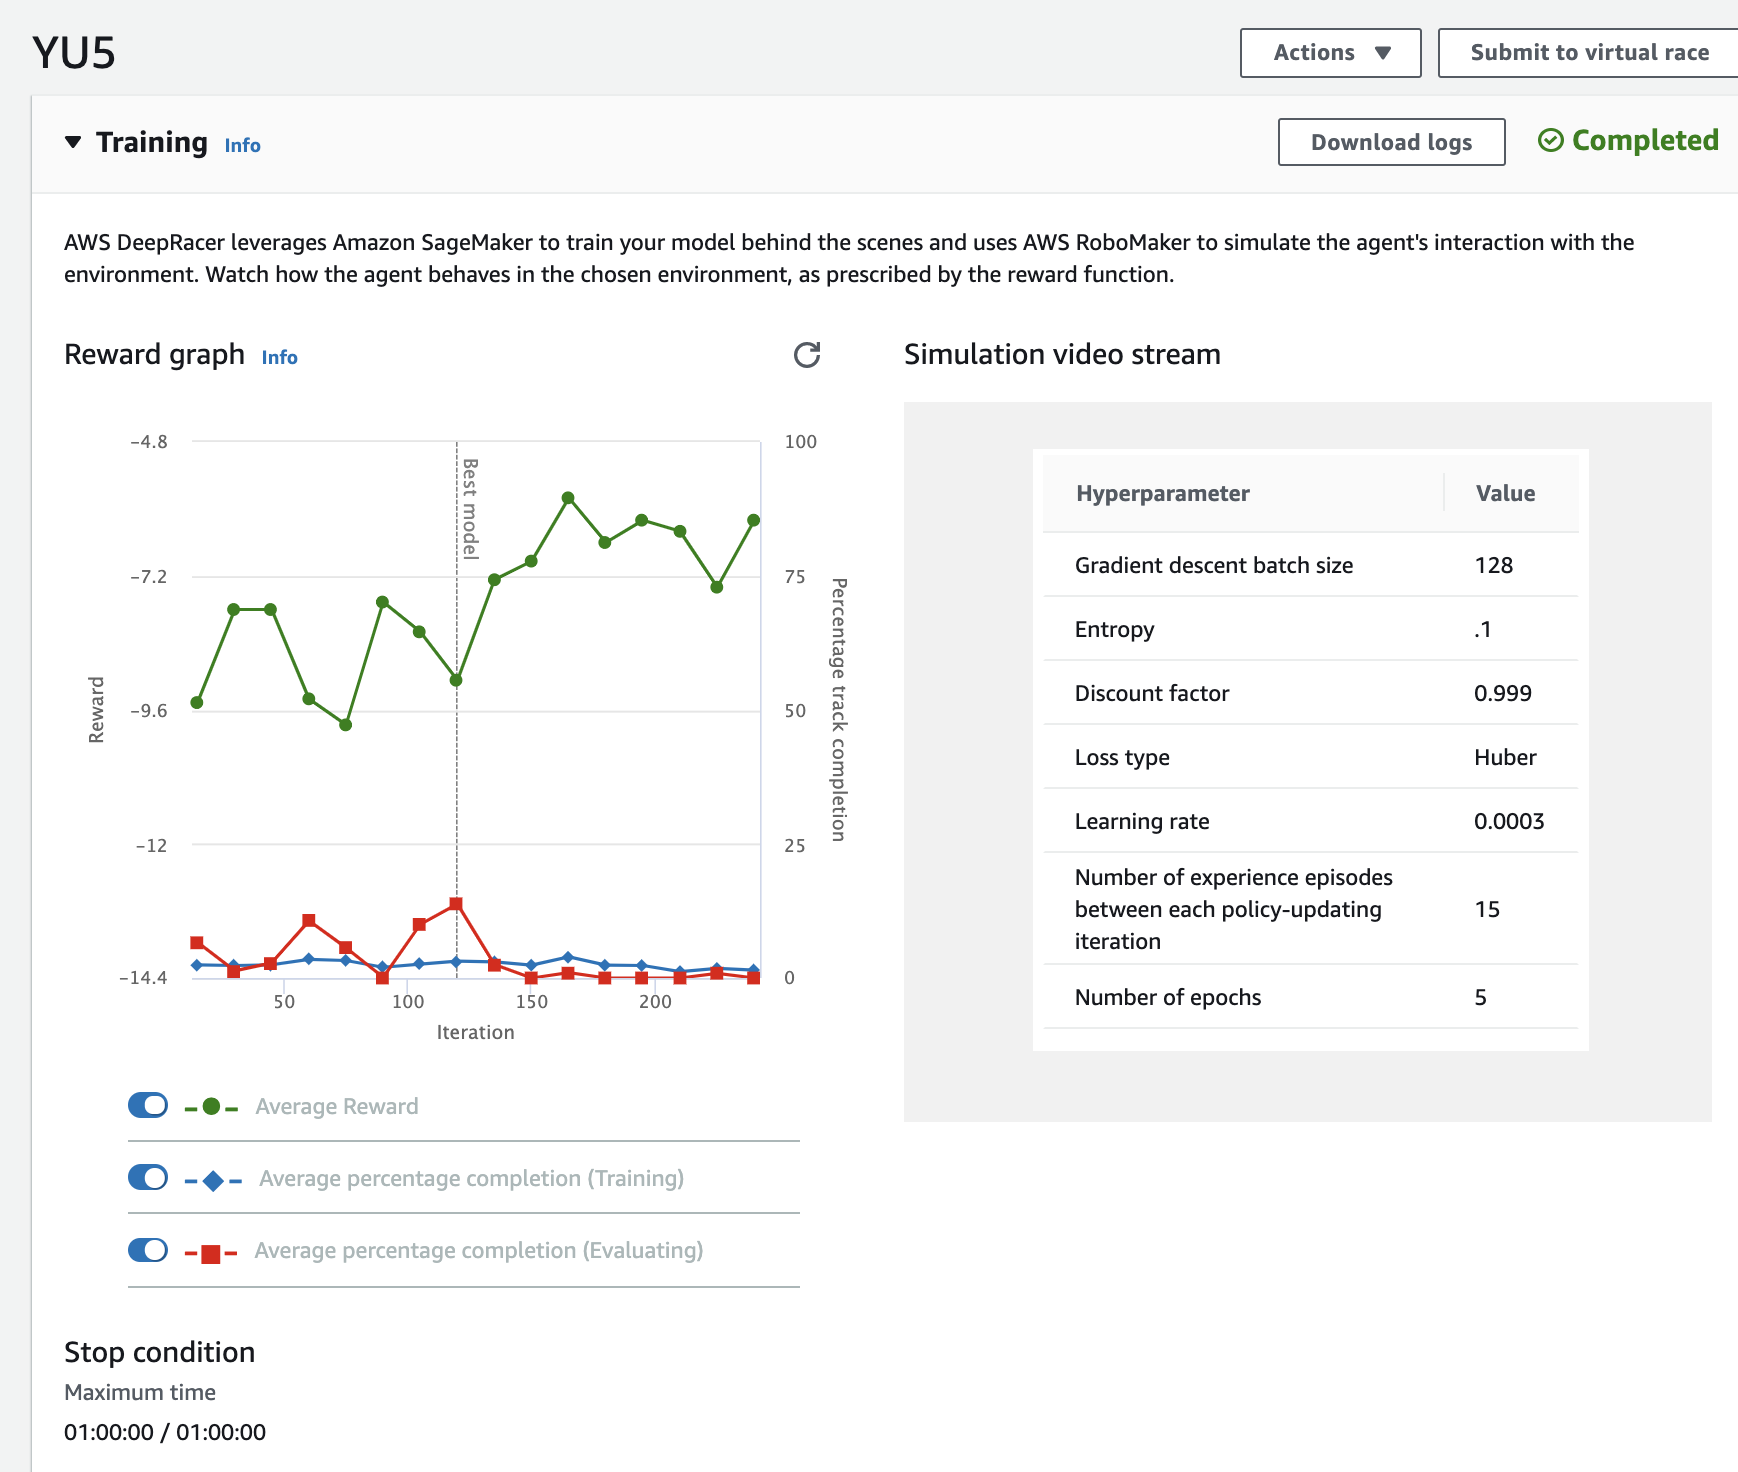 YU5
Actions
Submit to virtual race
Training Info
Download logs
Completed
AWS DeepRacer leverages Amazon SageMaker to train your model behind the scenes and uses AWS RoboMaker to simulate the agent's interaction with the
environment. Watch how the agent behaves in the chosen environment, as prescribed by the reward function.
Reward graph Info
-4.8
-7.2
-9.6
-12
-14.4
Reward
Best model
100
75
50
25
0
Percentage track completion
50 100 150 200
Iteration
Average Reward
Average percentage completion (Training)
Average percentage completion (Evaluating)
Simulation video stream
Hyperparameter Value
Gradient descent batch size 128
Entropy .1
Discount factor 0.999
Loss type Huber
Learning rate 0.0003
Number of experience episodes
between each policy-updating 15
iteration
Number of epochs 5
Stop condition
Maximum time
01:00:00 / 01:00:00